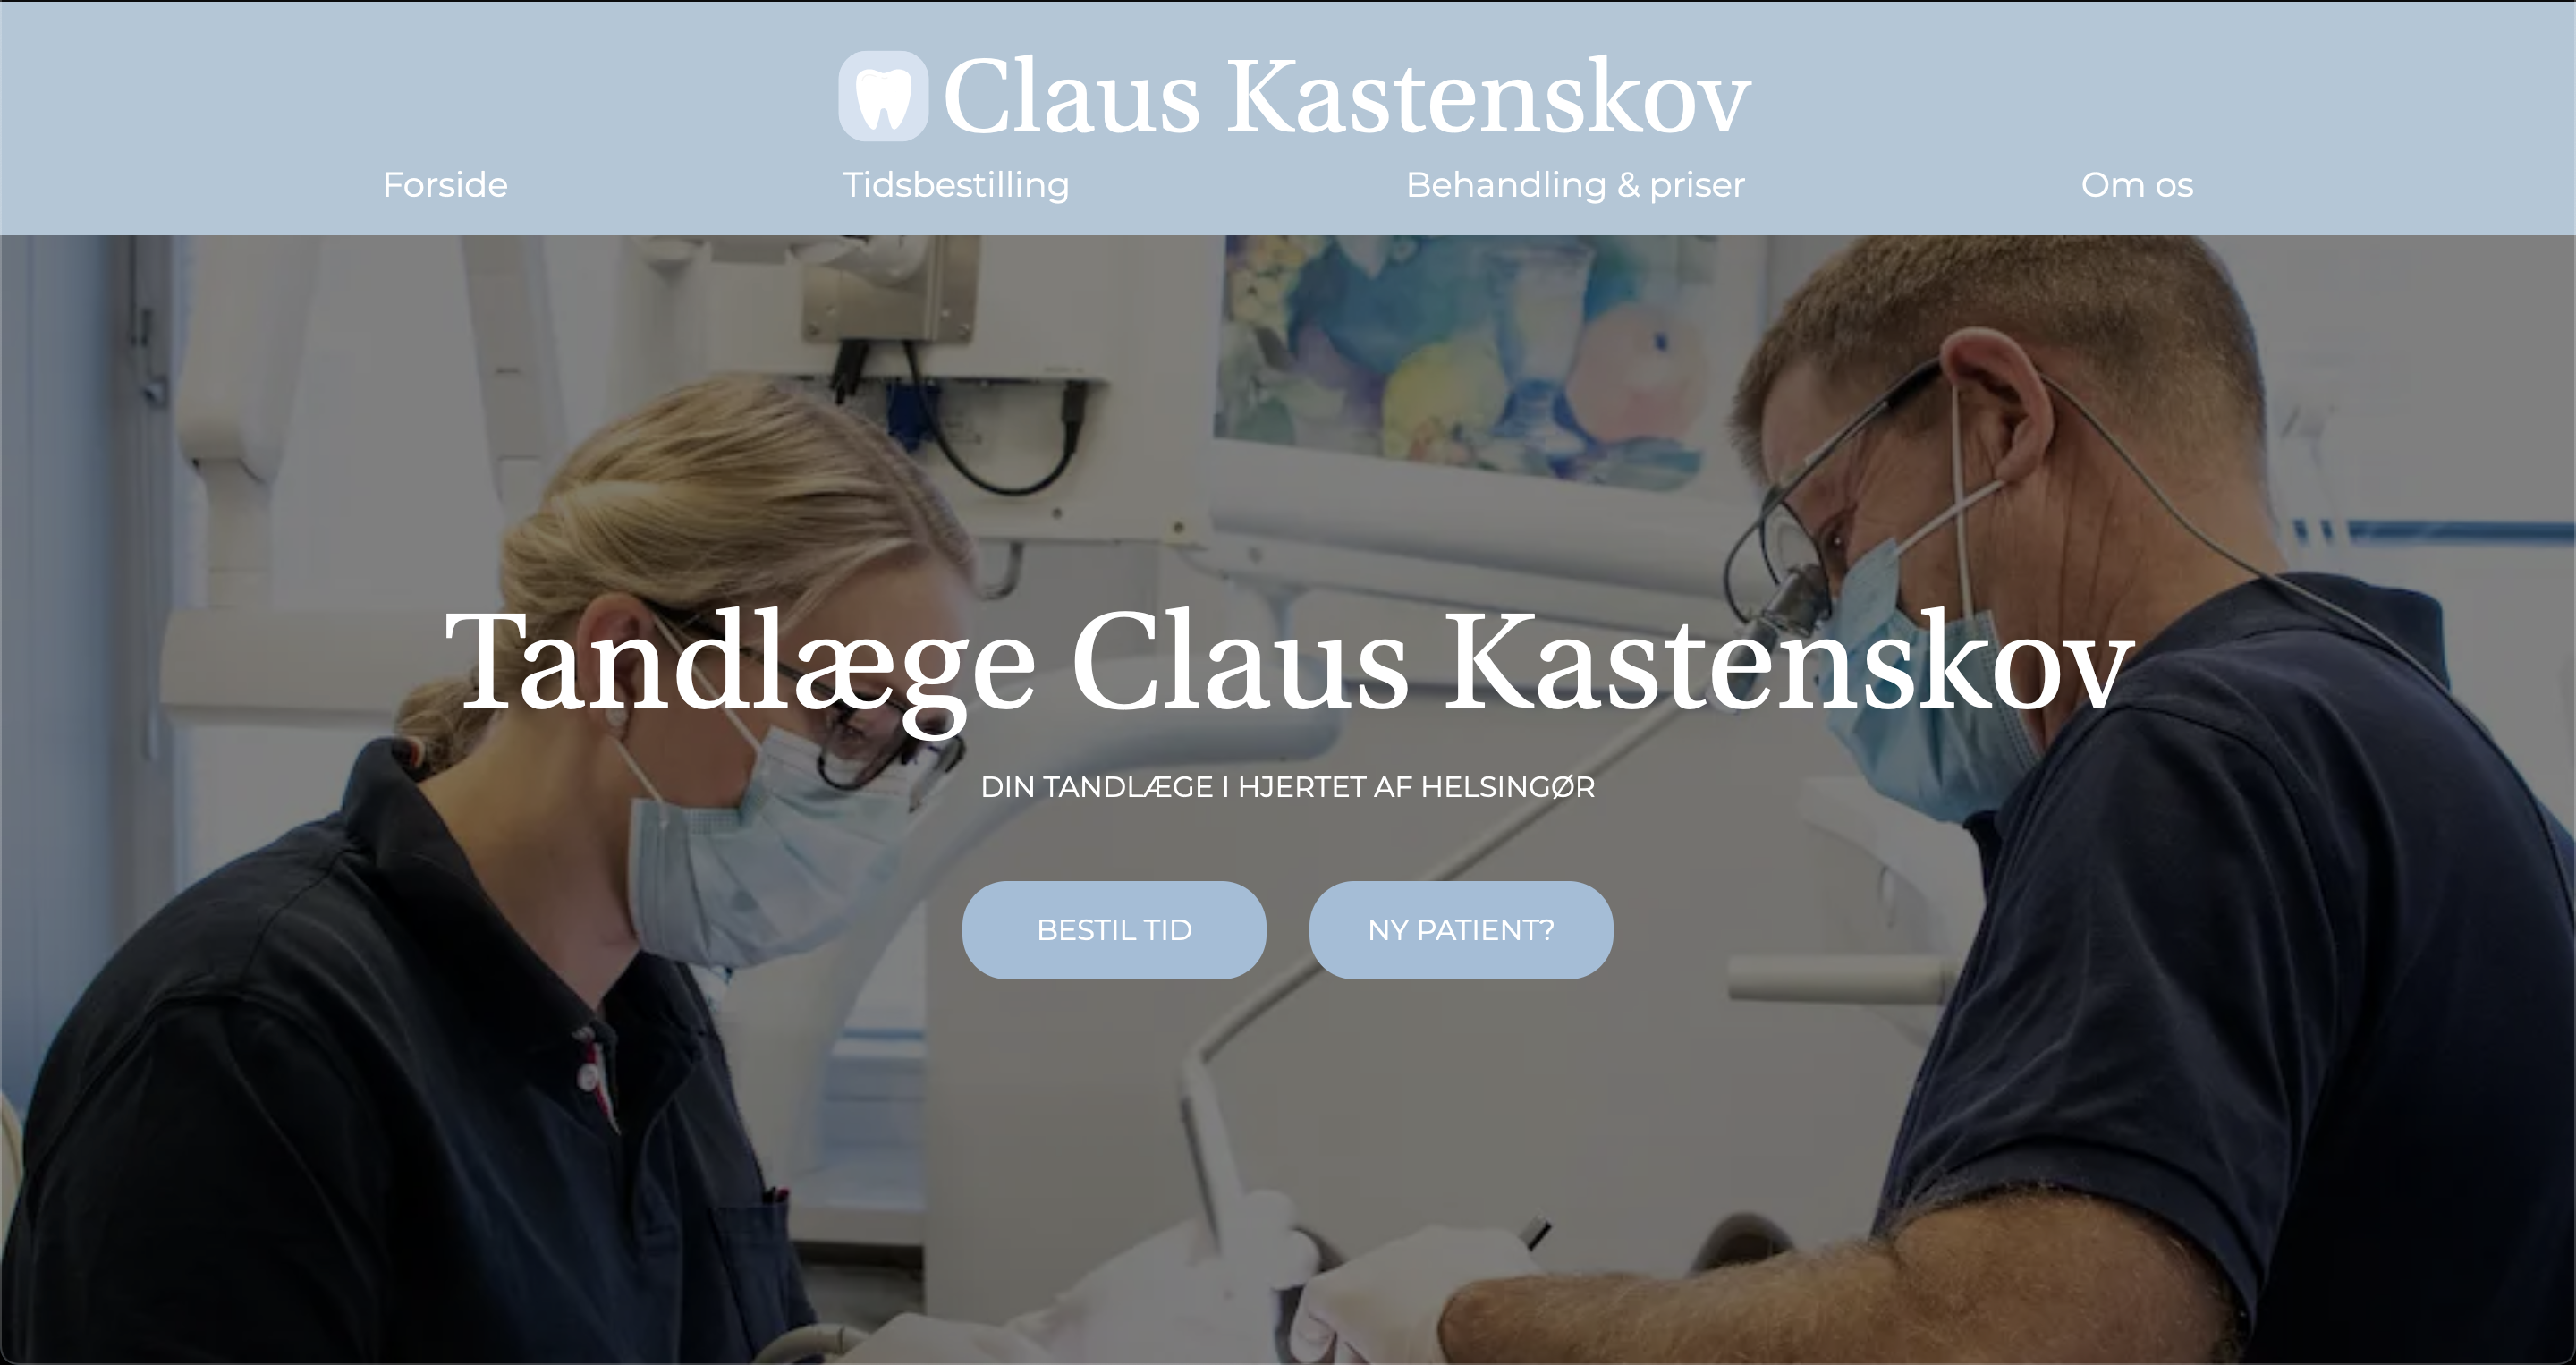 Claus Kastenskov
Forside Tidsbestilling Behandling & priser Om os
Tandlæge Claus Kastenskov
DIN TANDLÆGE I HJERTET AF HELSINGØR
BESTIL TID NY PATIENT?